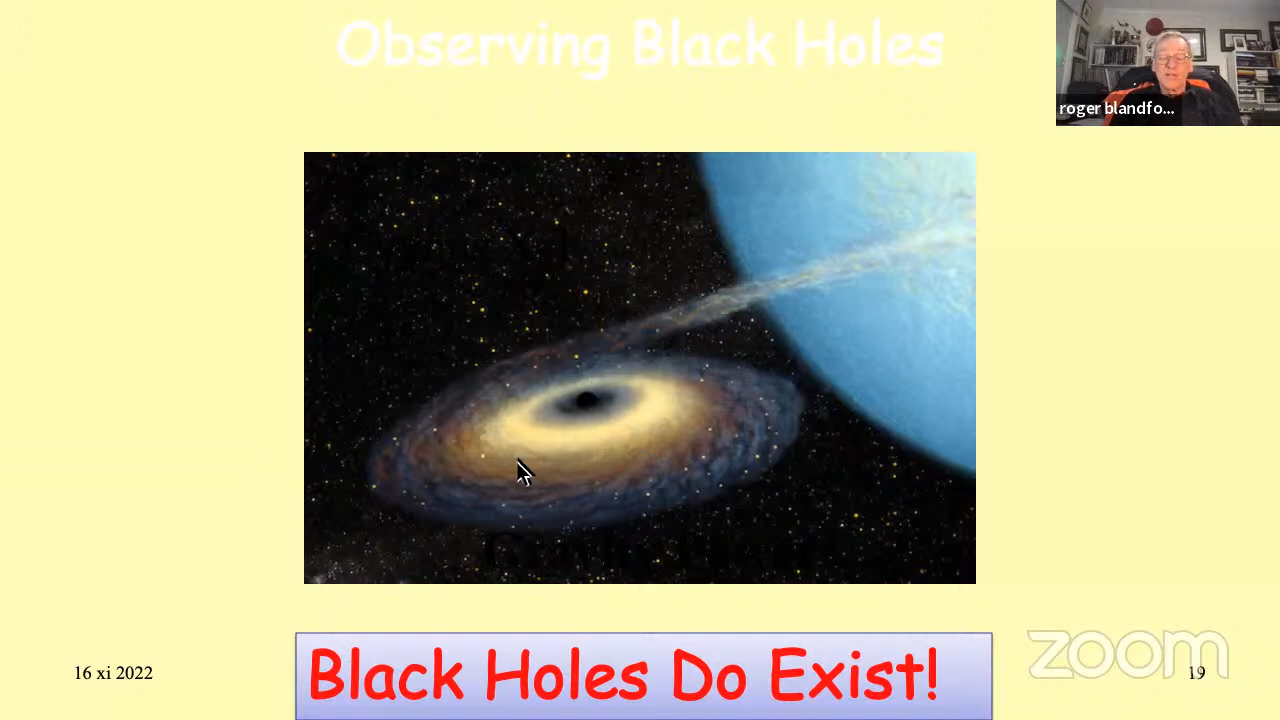 Observing Black Holes
roger blandfo...
Black Holes Do Exist!
16 xi 2022
zoom
19